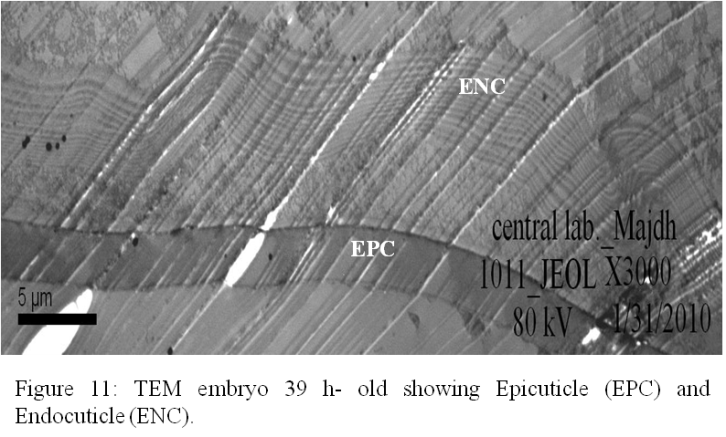 ENC
EPC
central lab._Majdh
1011_JEOL X3000
80 kV 1/31/2010
5 µm
Figure 11: TEM embryo 39 h- old showing Epicuticle (EPC) and
Endocuticle (ENC).